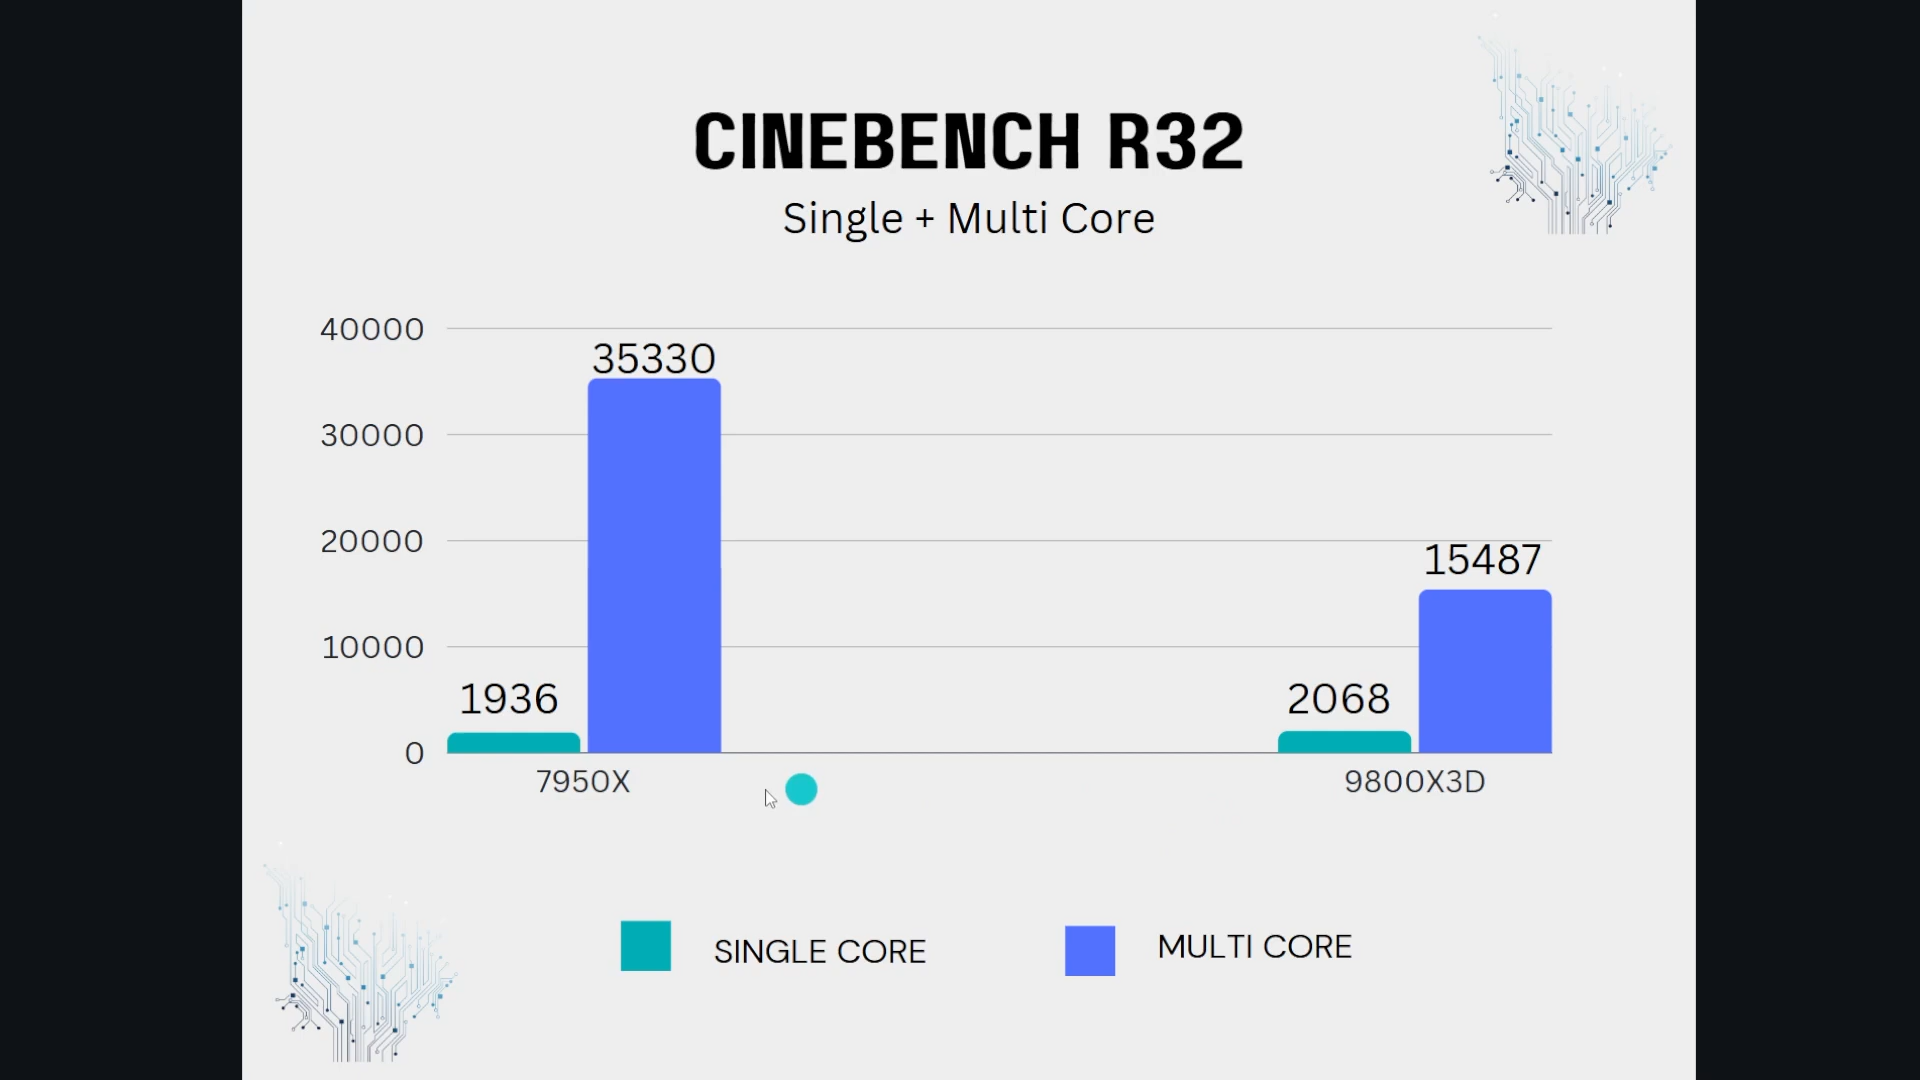 CINEBENCH R32
Single + Multi Core
40000
30000
20000
10000
0
1936
35330
2068
15487
7950X
9800X3D
SINGLE CORE
MULTI CORE